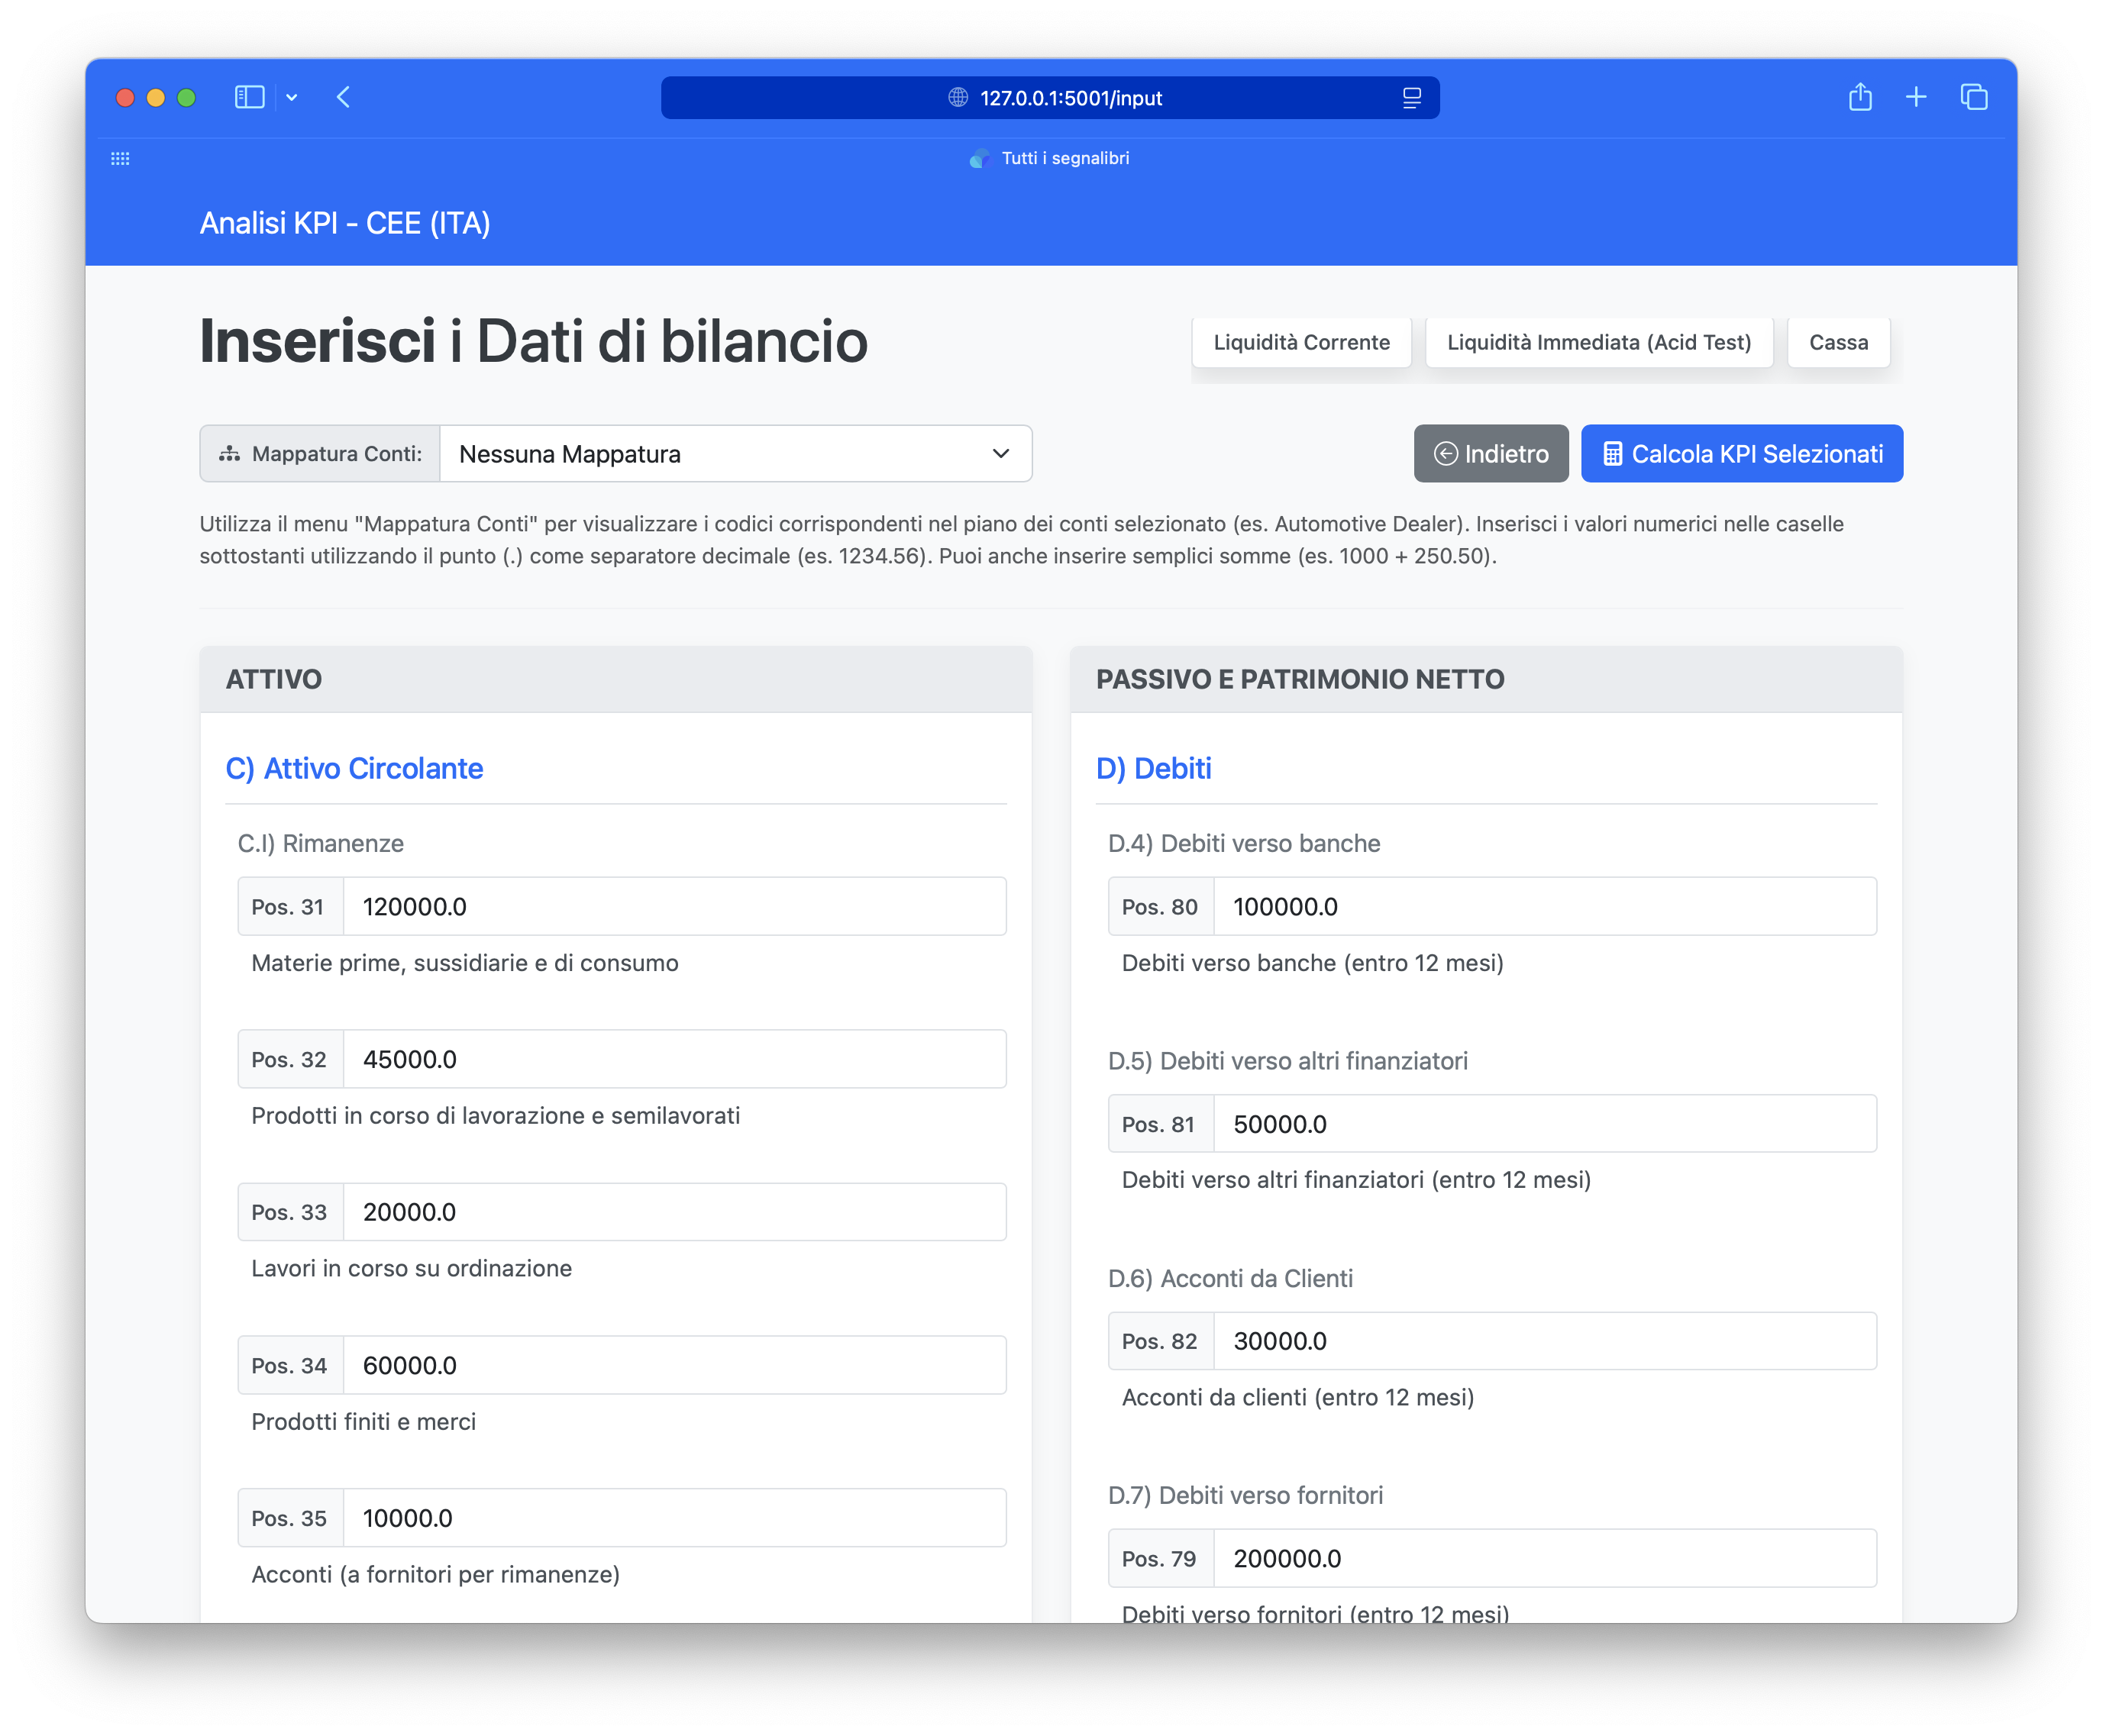 127.0.0.1:5001/input
Tutti i segnalibri
Analisi KPI - CEE (ITA)
Inserisci i Dati di bilancio
Liquidità Corrente
Liquidità Immediata (Acid Test)
Cassa
Mappatura Conti:
Nessuna Mappatura
Indietro
Calcola KPI Selezionati
Utilizza il menu "Mappatura Conti" per visualizzare i codici corrispondenti nel piano dei conti selezionato (es. Automotive Dealer). Inserisci i valori numerici nelle caselle
sottostanti utilizzando il punto (.) come separatore decimale (es. 1234.56). Puoi anche inserire semplici somme (es. 1000 + 250.50).
ATTIVO
C) Attivo Circolante
C.I) Rimanenze
Pos. 31 120000.0
Materie prime, sussidiarie e di consumo
Pos. 32 45000.0
Prodotti in corso di lavorazione e semilavorati
Pos. 33 20000.0
Lavori in corso su ordinazione
Pos. 34 60000.0
Prodotti finiti e merci
Pos. 35 10000.0
Acconti (a fornitori per rimanenze)
PASSIVO E PATRIMONIO NETTO
D) Debiti
D.4) Debiti verso banche
Pos. 80 100000.0
Debiti verso banche (entro 12 mesi)
D.5) Debiti verso altri finanziatori
Pos. 81 50000.0
Debiti verso altri finanziatori (entro 12 mesi)
D.6) Acconti da Clienti
Pos. 82 30000.0
Acconti da clienti (entro 12 mesi)
D.7) Debiti verso fornitori
Pos. 79 200000.0
Debiti verso fornitori (entro 12 mesi)